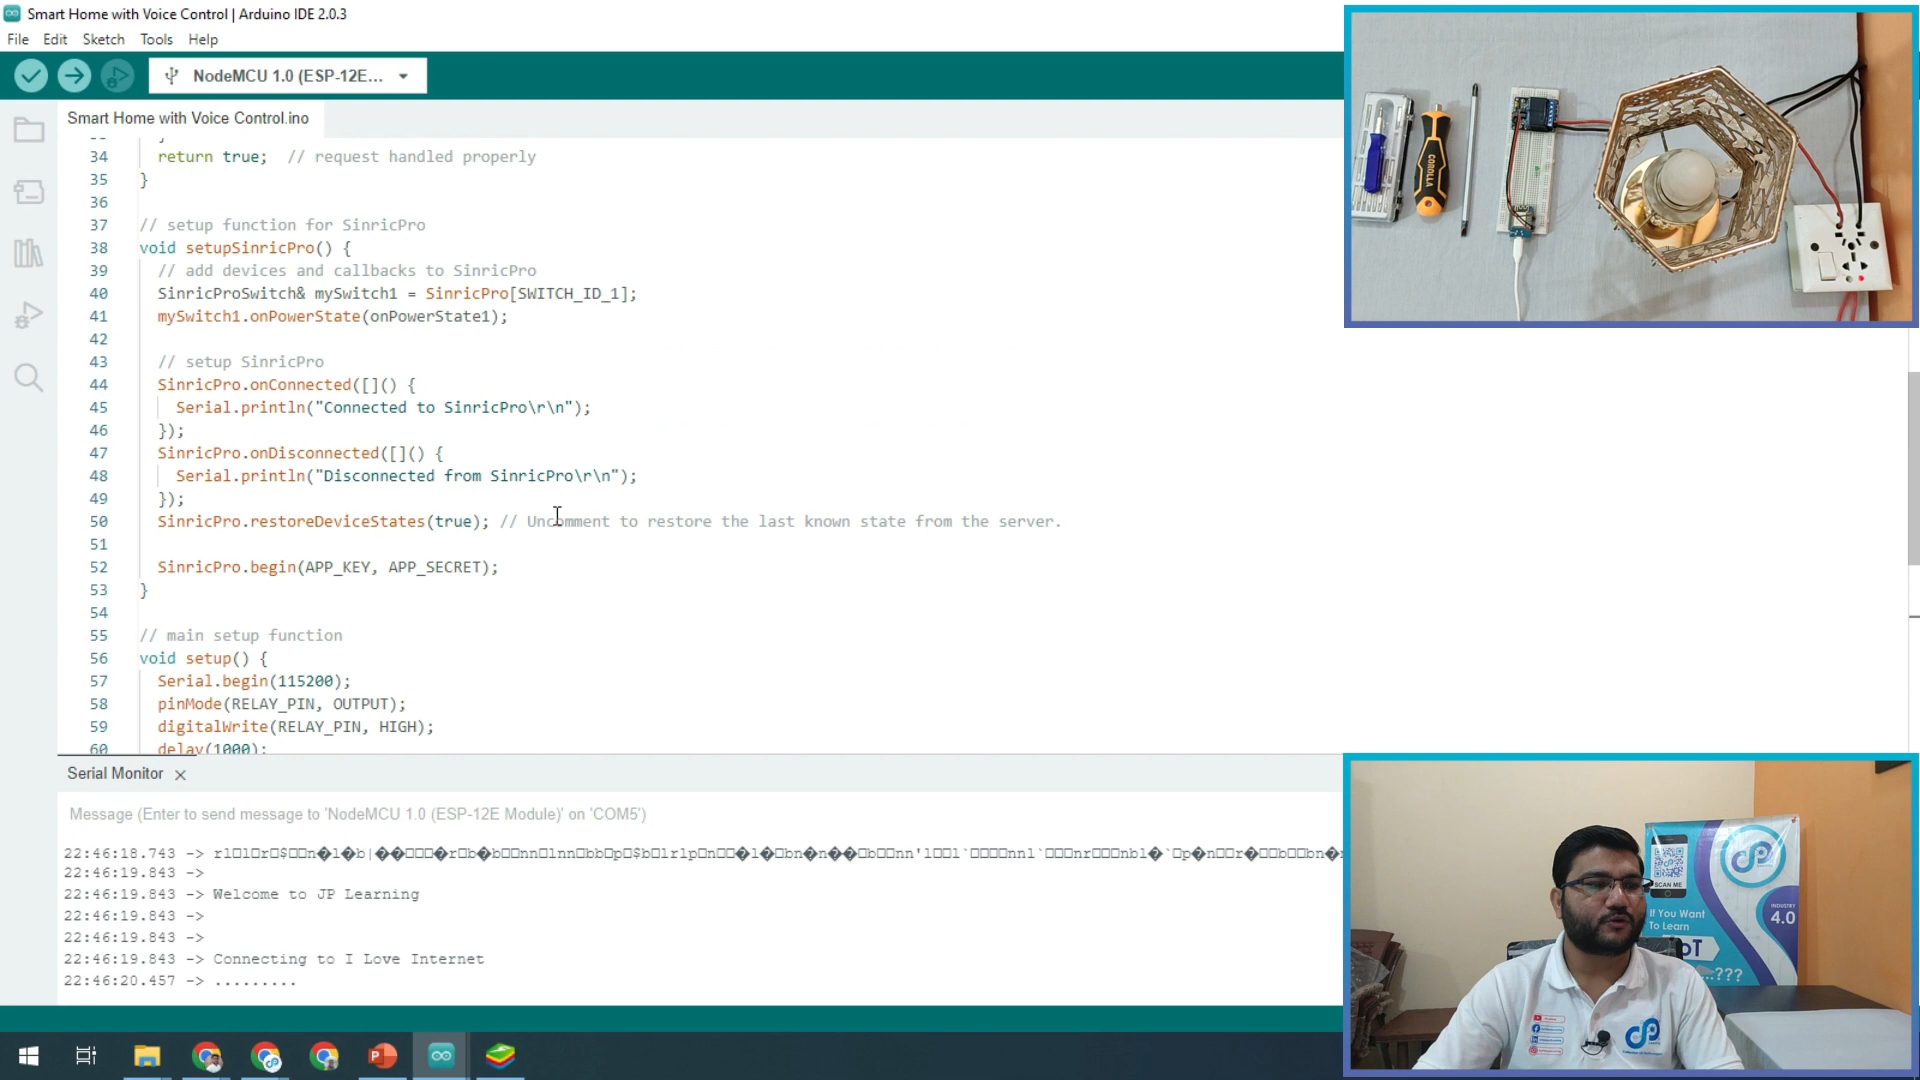 Smart Home with Voice Control | Arduino IDE 2.0.3
File Edit Sketch Tools Help
NodeMCU 1.0 (ESP-12E...
Smart Home with Voice Control.ino
34 return true; // request handled properly
35 }
36
37 // setup function for SinricPro
38 void setupSinricPro() {
39 // add devices and callbacks to SinricPro
40 SinricProSwitch& mySwitch1 = SinricPro[SWITCH_ID_1];
41 mySwitch1.onPowerState(onPowerState1);
42
43 // setup SinricPro
44 SinricPro.onConnected([]() {
45 Serial.println("Connected to SinricPro\r\n");
46 });
47 SinricPro.onDisconnected([]() {
48 Serial.println("Disconnected from SinricPro\r\n");
49 });
50 SinricPro.restoreDeviceStates(true); // Uncomment to restore the last known state from the server.
51
52 SinricPro.begin(APP_KEY, APP_SECRET);
53 }
54
55 // main setup function
56 void setup() {
57 Serial.begin(115200);
58 pinMode(RELAY_PIN, OUTPUT);
59 digitalWrite(RELAY_PIN, HIGH);
60 delay(1000);
Serial Monitor
Message (Enter to send message to 'NodeMCU 1.0 (ESP-12E Module)' on 'COM5')
22:46:18.743 ->
22:46:19.843 ->
22:46:19.843 -> Welcome to JP Learning
22:46:19.843 ->
22:46:19.843 ->
22:46:19.843 -> Connecting to I Love Internet
22:46:20.457 -> .........
COROLLA
SCAN ME
INDUSTRY
4.0
If You Want
To Learn
IoT
...???